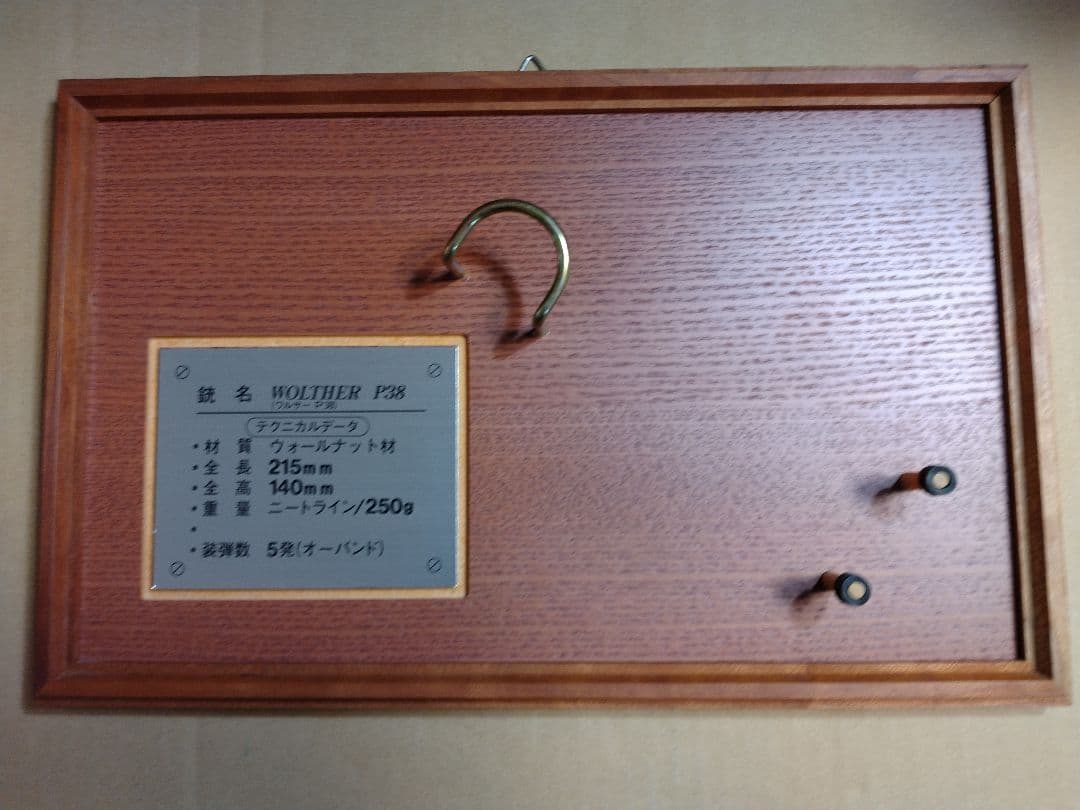 銃 名 WOLTHER P38
(ワルサー P38)
テクニカルデータ
・材 質 ウォールナット材
・全 長 215mm
・全 高 140mm
・重 量 ニートライン/250g
・
・装弾数 5発(オーバンド)